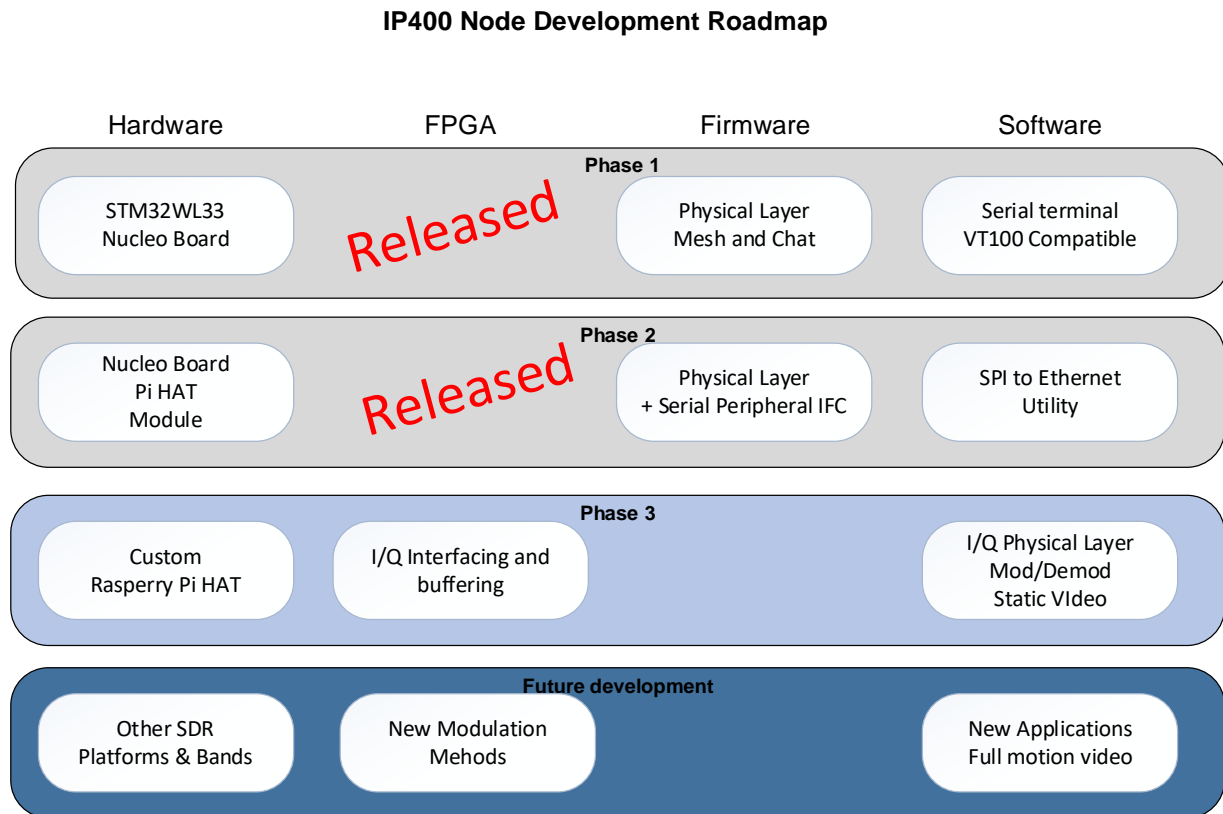 IP400 Node Development Roadmap
Hardware
FPGA
Firmware
Software
Phase 1
STM32WL33
Nucleo Board
Released
Physical Layer
Mesh and Chat
Serial terminal
VT100 Compatible
Phase 2
Nucleo Board
Pi HAT
Module
Released
Physical Layer
+ Serial Peripheral IFC
SPI to Ethernet
Utility
Phase 3
Custom
Rasperry Pi HAT
I/Q Interfacing and
buffering
I/Q Physical Layer
Mod/Demod
Static VIdeo
Future development
Other SDR
Platforms & Bands
New Modulation
Mehods
New Applications
Full motion video